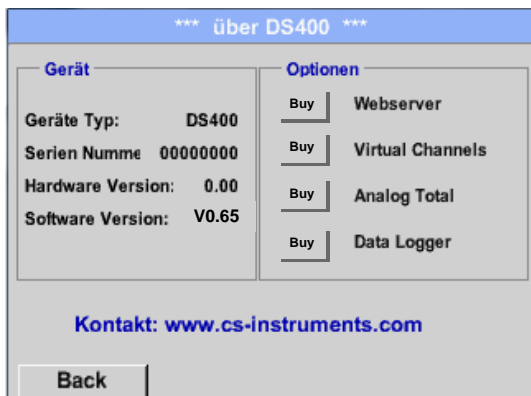 *** über DS400 ***
Gerät
Geräte Typ: DS400
Serien Numme 00000000
Hardware Version: 0.00
Software Version: V0.65
Optionen
Buy Webserver
Buy Virtual Channels
Buy Analog Total
Buy Data Logger
Kontakt: www.cs-instruments.com
Back